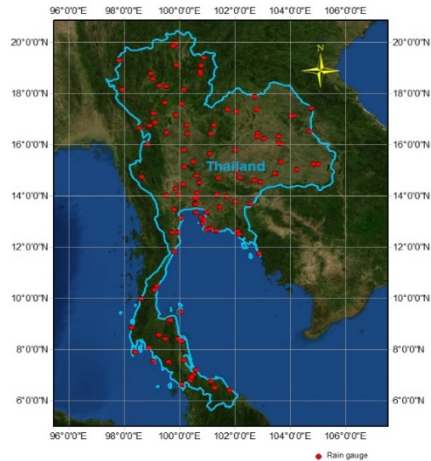 96°0'0"E 98°0'0"E 100°0'0"E 102°0'0"E 104°0'0"E 106°0'0"E
N
20°0'0"N 20°0'0"N
18°0'0"N 18°0'0"N
16°0'0"N 16°0'0"N
Thailand
14°0'0"N 14°0'0"N
12°0'0"N 12°0'0"N
10°0'0"N 10°0'0"N
8°0'0"N 8°0'0"N
6°0'0"N 6°0'0"N
96°0'0"E 98°0'0"E 100°0'0"E 102°0'0"E 104°0'0"E 106°0'0"E
Rain gauge